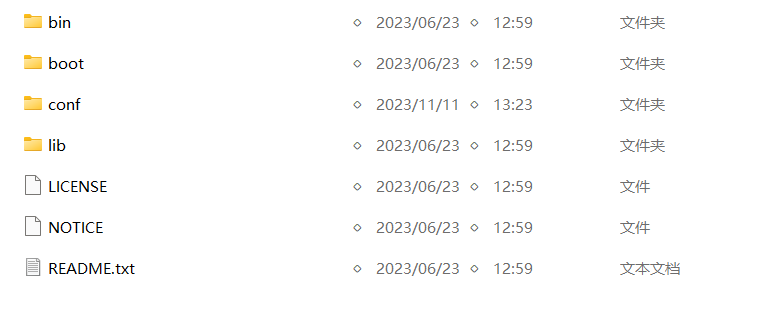 bin ◇ 2023/06/23 ◇ 12:59 文件夹
boot ◇ 2023/06/23 ◇ 12:59 文件夹
conf ◇ 2023/11/11 ◇ 13:23 文件夹
lib ◇ 2023/06/23 ◇ 12:59 文件夹
LICENSE ◇ 2023/06/23 ◇ 12:59 文件
NOTICE ◇ 2023/06/23 ◇ 12:59 文件
README.txt ◇ 2023/06/23 ◇ 12:59 文本文档